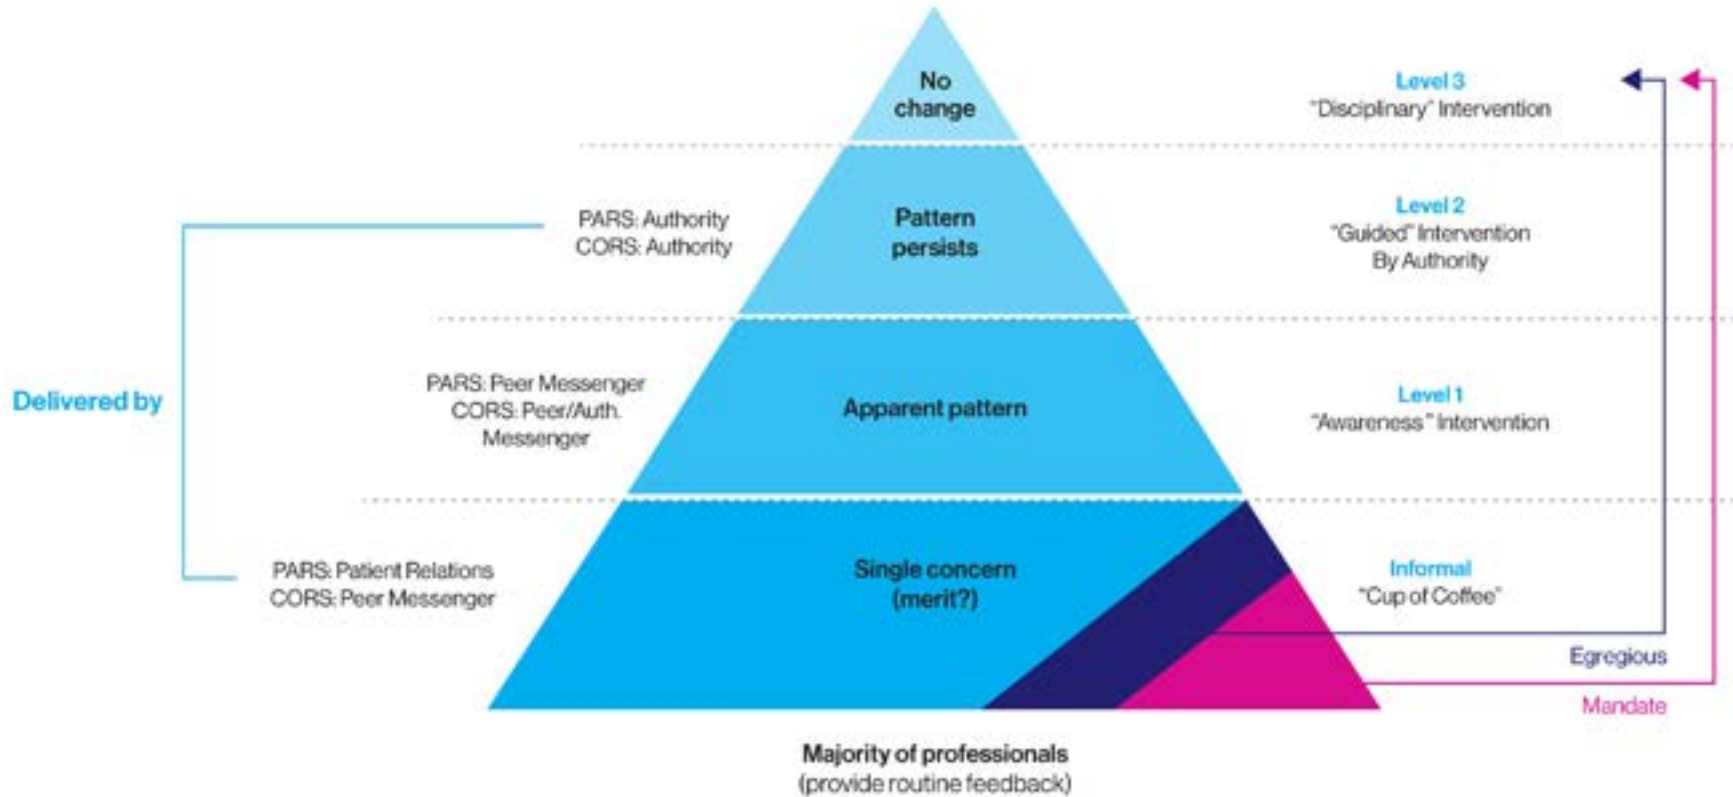 No
change
Level 3
“Disciplinary” Intervention
PARS: Authority
CORS: Authority
Pattern
persists
Level 2
“Guided” Intervention
By Authority
Delivered by
PARS: Peer Messenger
CORS: Peer/Auth.
Messenger
Apparent pattern
Level 1
“Awareness” Intervention
PARS: Patient Relations
CORS: Peer Messenger
Single concern
(merit?)
Informal
“Cup of Coffee”
Egregious
Mandate
Majority of professionals
(provide routine feedback)